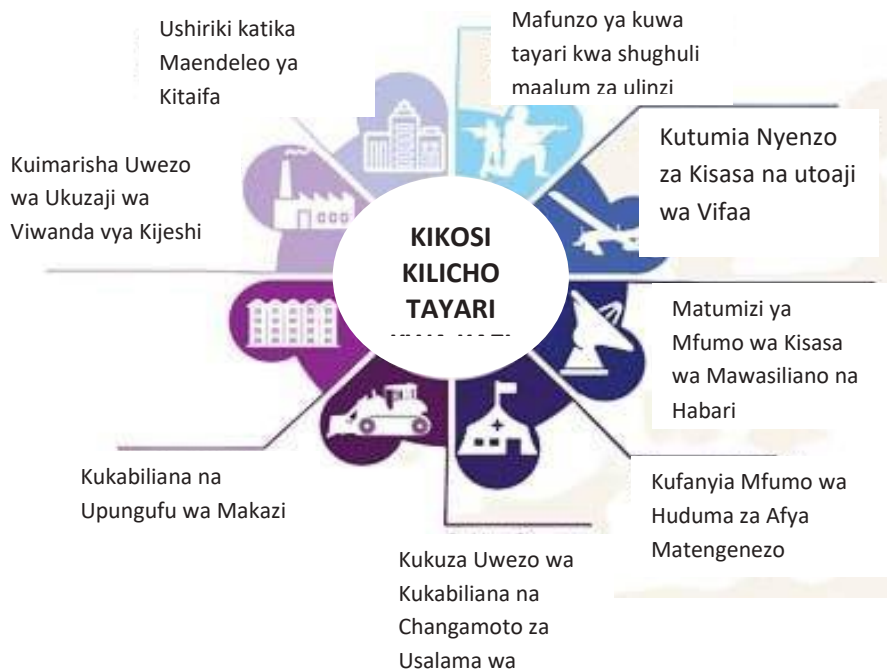 Ushiriki katika
Maendeleo ya
Kitaifa
Mafunzo ya kuwa
tayari kwa shughuli
maalum za ulinzi
Kutumia Nyenzo
za Kisasa na utoaji
wa Vifaa
Kuimarisha Uwezo
wa Ukuzaji wa
Viwanda vya Kijeshi
KIKOSI
KILICHO
TAYARI
Matumizi ya
Mfumo wa Kisasa
wa Mawasiliano na
Habari
Kukabiliana na
Upungufu wa Makazi
Kufanyia Mfumo wa
Huduma za Afya
Matengenezo
Kukuza Uwezo wa
Kukabiliana na
Changamoto za
Usalama wa